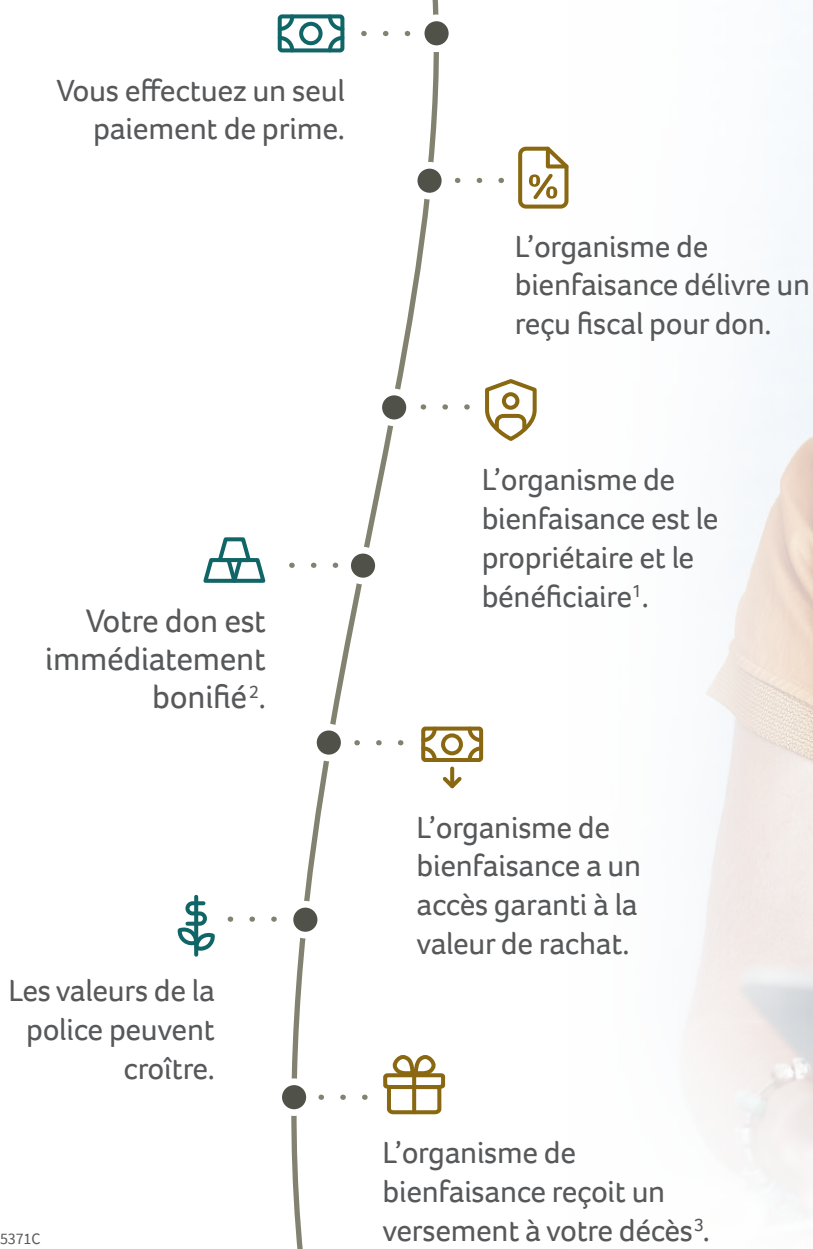 Vous effectuez un seul
paiement de prime.
%
L’organisme de
bienfaisance délivre un
reçu fiscal pour don.
L’organisme de
bienfaisance est le
propriétaire et le
bénéficiaire¹.
Votre don est
immédiatement
bonifié².
L’organisme de
bienfaisance a un
accès garanti à la
valeur de rachat.
$
Les valeurs de la
police peuvent
croître.
L’organisme de
bienfaisance reçoit un
versement à votre décès³.
5371C